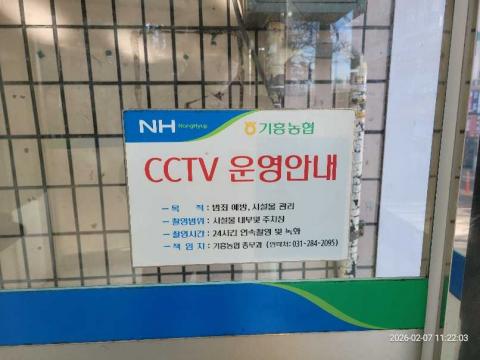 NH NongHyup 기흥농협
CCTV 운영안내
- 목 적 : 범죄 예방, 시설물 관리
- 촬영범위 : 시설물 내부및 주차장
- 촬영시간 : 24시간 연속촬영 및 녹화
- 책 임 자 : 기흥농협 총무과 (연락처: 031-284-2095)
2026-02-07 11:22:03